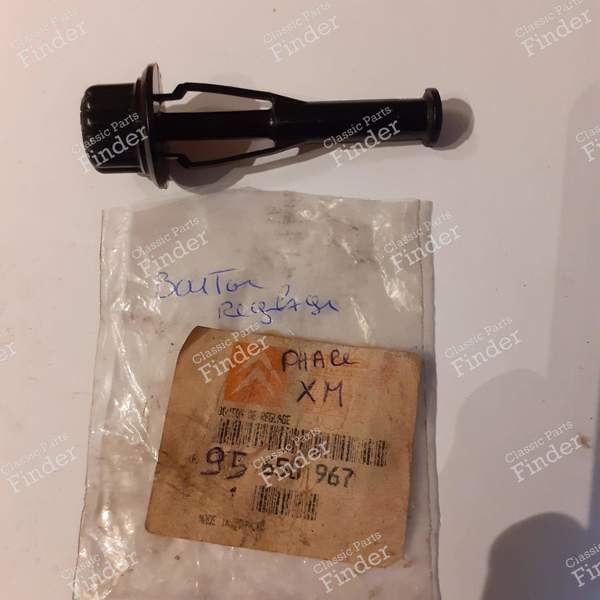 Bouton
Reglage
PHARE
XM
BOUTON DE REGLAGE
95 650 967
Classic Parts
Finder